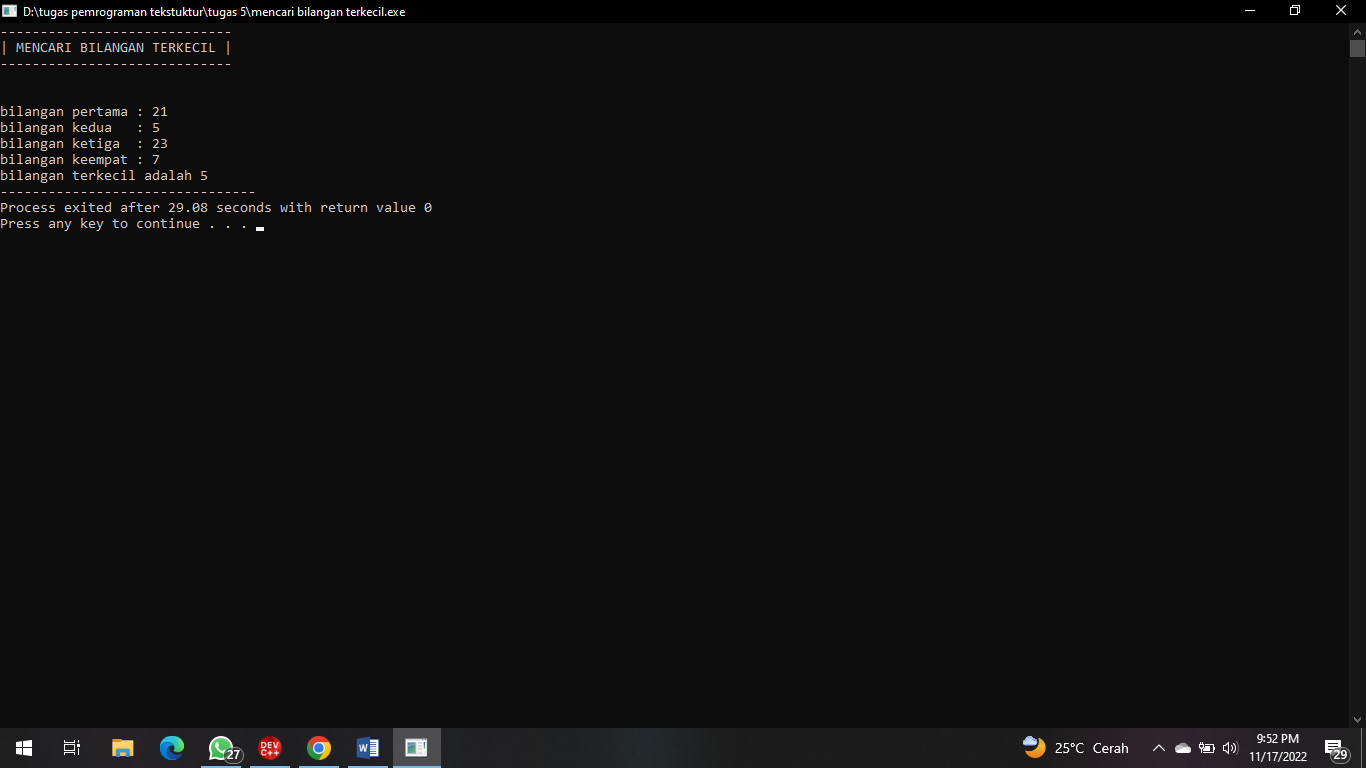 D:\tugas pemrograman tekstuktur\tugas 5\mencari bilangan terkecil.exe
-----------------------------
| MENCARI BILANGAN TERKECIL |
-----------------------------
bilangan pertama : 21
bilangan kedua   : 5
bilangan ketiga  : 23
bilangan keempat : 7
bilangan terkecil adalah 5
--------------------------------
Process exited after 29.08 seconds with return value 0
Press any key to continue . . .
27
DEV C++
25°C Cerah
9:52 PM
11/17/2022
29